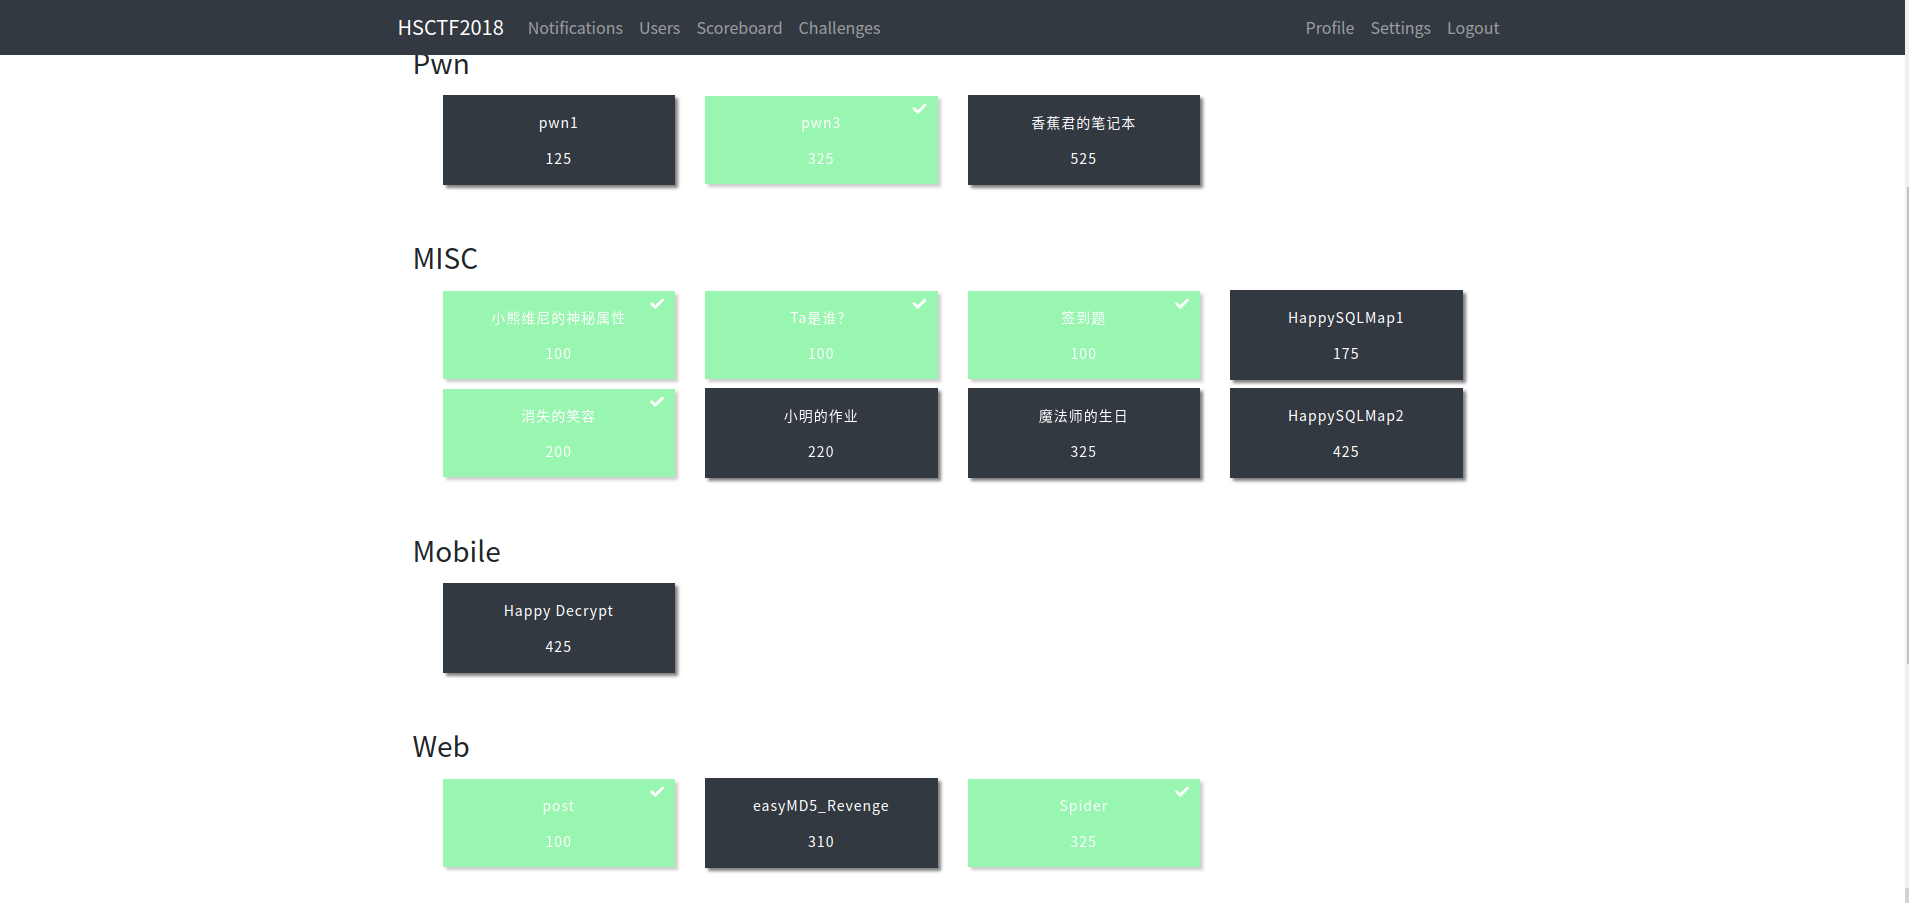 HSCTF2018 Notifications Users Scoreboard Challenges Profile Settings Logout
Pwn
pwn1 pwn3 香蕉君的笔记本
125 325 525
MISC
小熊维尼的神秘属性 Ta是谁？ 签到题 HappySQLMap1
100 100 100 175
消失的笑容 小明的作业 魔法师的生日 HappySQLMap2
200 220 325 425
Mobile
Happy Decrypt
425
Web
post easyMD5_Revenge Spider
100 310 325